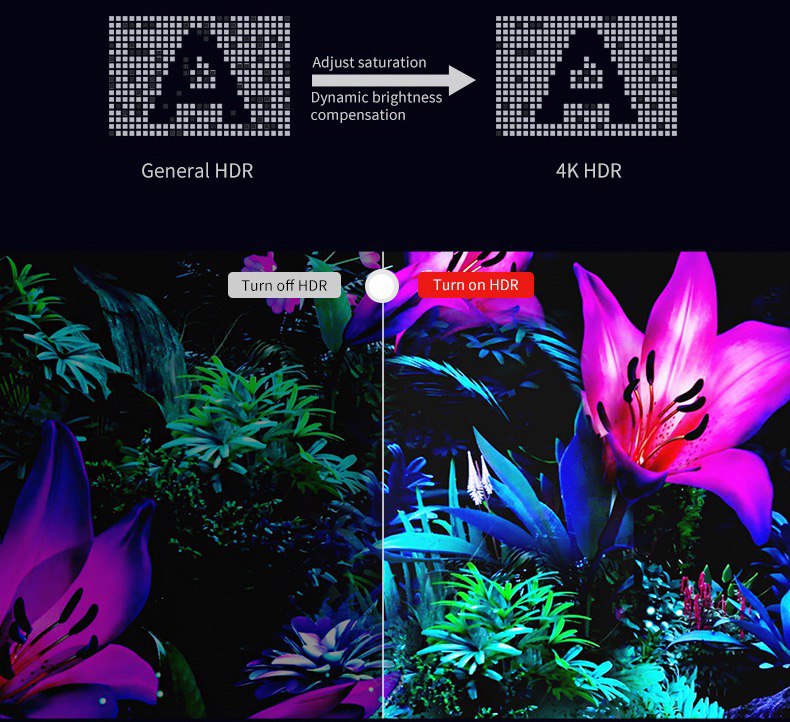 A
A
Adjust saturation
Dynamic brightness
compensation
General HDR
4K HDR
Turn off HDR
Turn on HDR